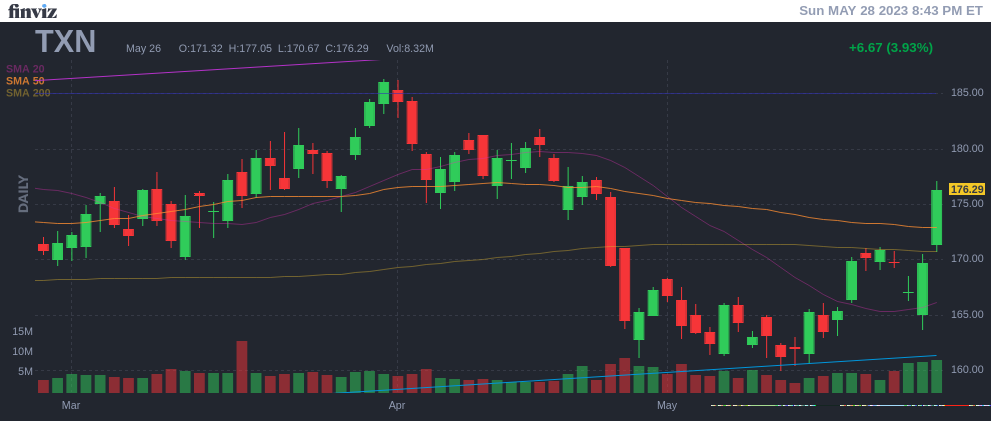 finviz
Sun MAY 28 2023 8:43 PM ET
TXN
May 26 O:171.32 H:177.05 L:170.67 C:176.29 Vol:8.32M
+6.67 (3.93%)
SMA 20
SMA 50
SMA 200
DAILY
185.00
180.00
176.29
175.00
170.00
165.00
160.00
15M
10M
5M
Mar
Apr
May